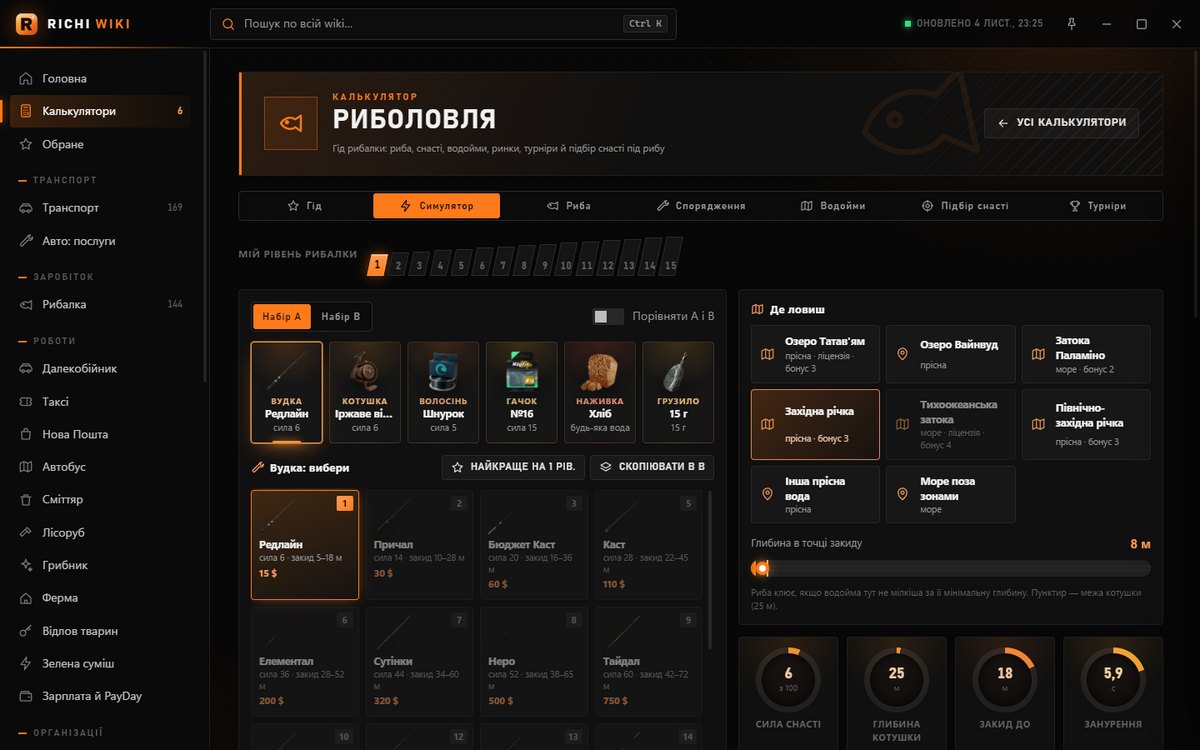 RICHI WIKI
Пошук по всій wiki...
Ctrl K
ОНОВЛЕНО 4 ЛИСТ., 23:25
Головна
Калькулятори 6
Обране
ТРАНСПОРТ
Транспорт 169
Авто: послуги
ЗАРОБІТОК
Рибалка 144
РОБОТИ
Далекобійник
Таксі
Нова Пошта
Автобус
Сміттяр
Лісоруб
Грибник
Ферма
Відлов тварин
Зелена суміш
Зарплата й PayDay
ОРГАНІЗАЦІЇ
КАЛЬКУЛЯТОР
РИБОЛОВЛЯ
Гід рибалки: риба, снасті, водойми, ринки, турніри й підбір снасті під рибу
УСІ КАЛЬКУЛЯТОРИ
Гід
Симулятор
Риба
Спорядження
Водойми
Підбір снасті
Турніри
МІЙ РІВЕНЬ РИБАЛКИ
1 2 3 4 5 6 7 8 9 10 11 12 13 14 15
Набір A
Набір B
Порівняти A і B
ВУДКА
Редлайн
сила 6
КОТУШКА
Іржаве ві...
сила 6
ВОЛОСІНЬ
Шнурок
сила 5
ГАЧОК
№16
сила 15
НАЖИВКА
Хліб
будь-яка вода
ГРУЗИЛО
15 г
15 г
Вудка: вибери
НАЙКРАЩЕ НА 1 РІВ.
СКОПІЮВАТИ В B
1
Редлайн
сила 6 · закид 5–18 м
15 $
2
Причал
сила 14 · закид 10–28 м
30 $
3
Бюджет Каст
сила 20 · закид 16–36
м
60 $
5
Каст
сила 28 · закид 22–45
м
110 $
6
Елементал
сила 36 · закид 28–52
м
200 $
7
Сутінки
сила 44 · закид 34–60
м
320 $
8
Неро
сила 52 · закид 38–65
м
500 $
9
Тайдал
сила 60 · закид 42–72
м
750 $
10
12
13
14
Де ловиш
Озеро Татав'ям
прісна · ліцензія ·
бонус 3
Озеро Вайнвуд
прісна
Затока
Паламіно
море · бонус 2
Західна річка
прісна · бонус 3
Тихоокеанська
затока
море · ліцензія ·
бонус 4
Північно-
західна річка
прісна · бонус 3
Інша прісна
вода
прісна
Море поза
зонами
море
Глибина в точці закиду
8 м
Риба клює, якщо водойма тут не мілкіша за її мінімальну глибину. Пунктир — межа котушки
(25 м).
6
з 100
СИЛА СНАСТІ
25
м
ГЛИБИНА
КОТУШКИ
18
м
ЗАКИД ДО
5,9
с
ЗАНУРЕННЯ